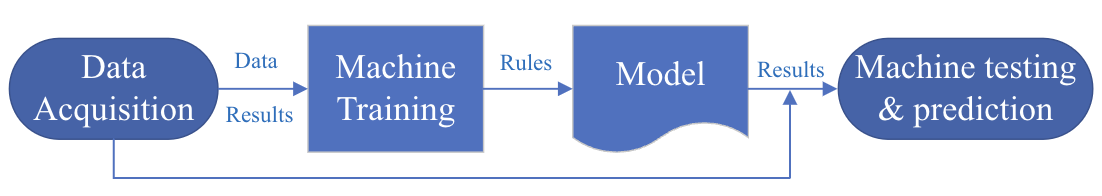 Data
Acquisition
Data
Results
Machine
Training
Rules
Model
Results
Machine testing
& prediction